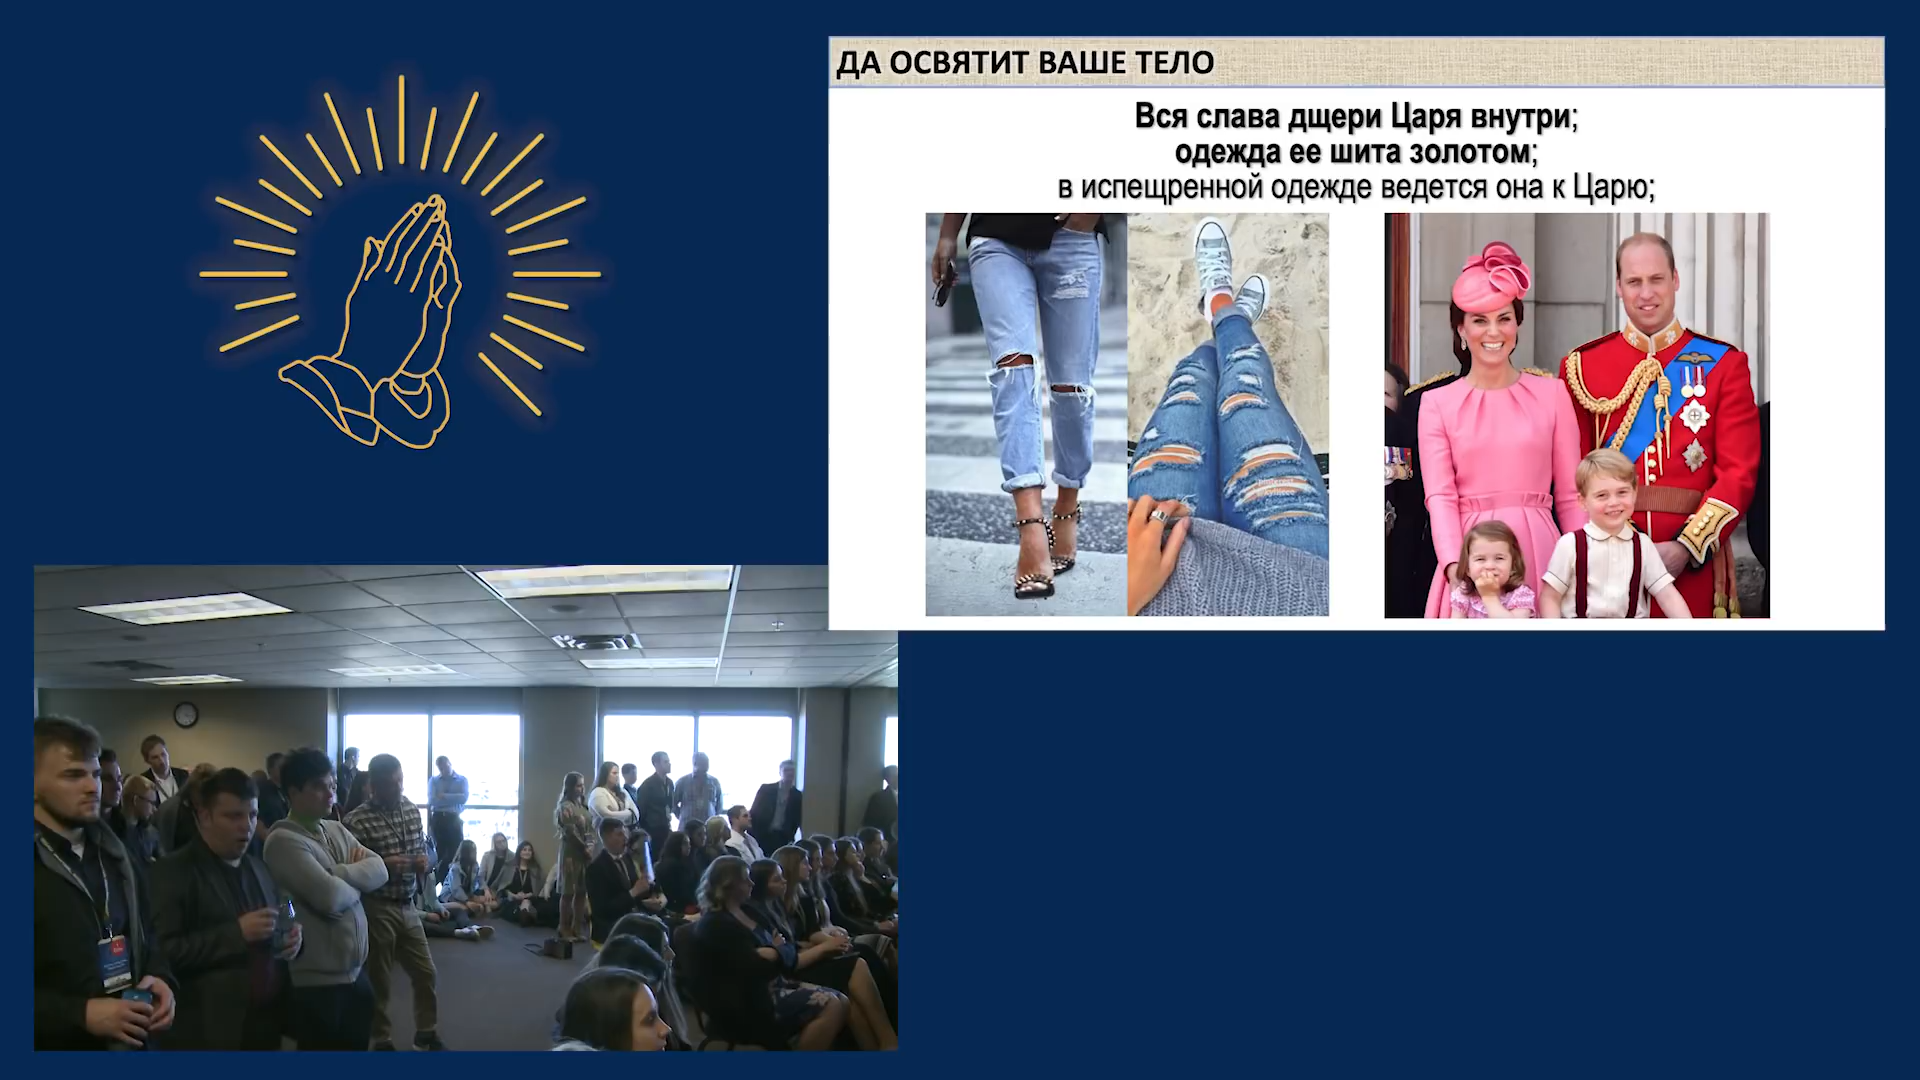 ДА ОСВЯТИТ ВАШЕ ТЕЛО
Вся слава дщери Царя внутри;
одежда ее шита золотом;
в испещренной одежде ведется она к Царю;